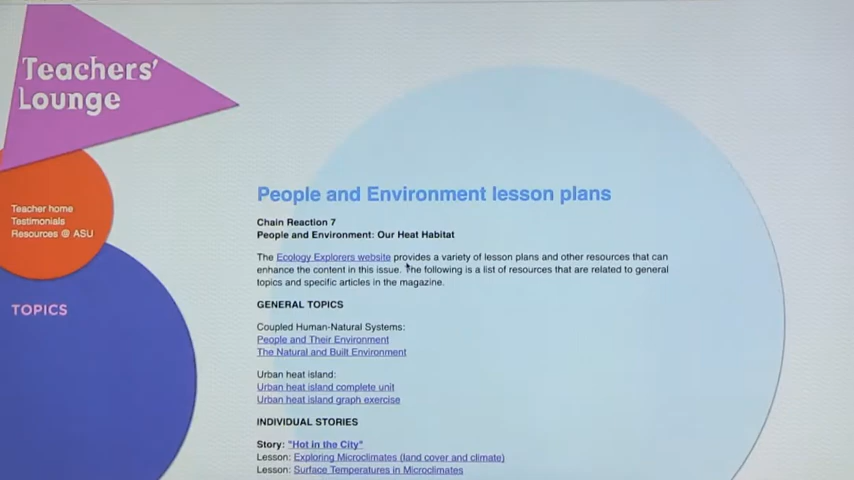 Teachers'
Lounge
Teacher home
Testimonials
Resources @ ASU
TOPICS
People and Environment lesson plans
Chain Reaction 7
People and Environment: Our Heat Habitat
The Ecology Explorers website provides a variety of lesson plans and other resources that can
enhance the content in this issue. The following is a list of resources that are related to general
topics and specific articles in the magazine.
GENERAL TOPICS
Coupled Human-Natural Systems:
People and Their Environment
The Natural and Built Environment
Urban heat island:
Urban heat island complete unit
Urban heat island graph exercise
INDIVIDUAL STORIES
Story: "Hot in the City"
Lesson: Exploring Microclimates (land cover and climate)
Lesson: Surface Temperatures in Microclimates